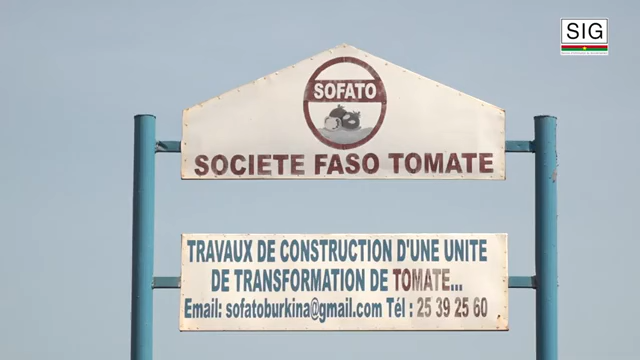 SIG
SOFATO
SOCIETE FASO TOMATE
TRAVAUX DE CONSTRUCTION D'UNE UNITE
DE TRANSFORMATION DE TOMATE...
Email: sofatoburkina@gmail.com Tél : 25 39 25 60